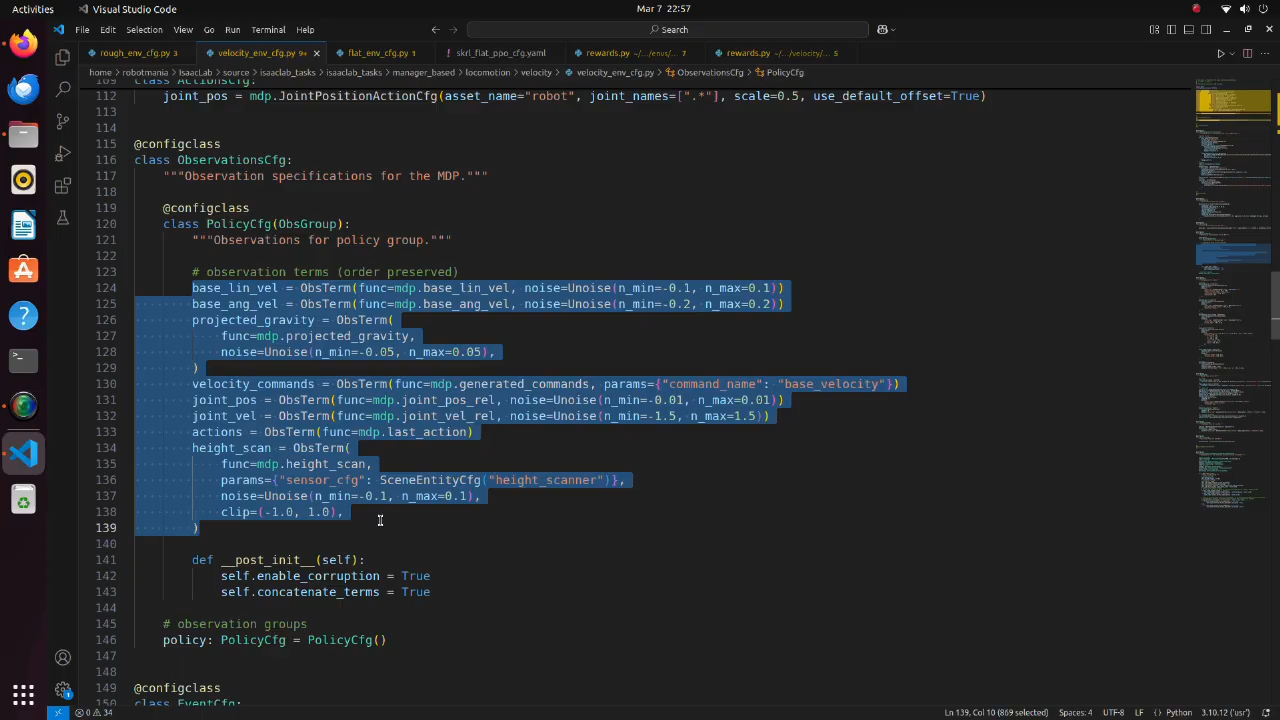 Activities
Visual Studio Code
Mar 7 22:57
File Edit Selection View Go Run Terminal Help
Search
rough_env_cfg.py 3
velocity_env_cfg.py 9+
flat_env_cfg.py 1
skrl_flat_ppo_cfg.yaml
rewards.py .../envs/... 7
rewards.py .../velocity/... 5
home > robotmania > IsaacLab > source > isaaclab_tasks > isaaclab_tasks > manager_based > locomotion > velocity > velocity_env_cfg.py > ObservationsCfg > PolicyCfg
109 class ActionsCfg:
112 joint_pos = mdp.JointPositionActionCfg(asset_name="robot", joint_names=[".*"], scale=0. use_default_offset=True)
113
114
115 @configclass
116 class ObservationsCfg:
117 """Observation specifications for the MDP."""
118
119 @configclass
120 class PolicyCfg(ObsGroup):
121 """Observations for policy group."""
122
123 # observation terms (order preserved)
124 base_lin_vel = ObsTerm(func=mdp.base_lin_vel, noise=Unoise(n_min=-0.1, n_max=0.1))
125 base_ang_vel = ObsTerm(func=mdp.base_ang_vel, noise=Unoise(n_min=-0.2, n_max=0.2))
126 projected_gravity = ObsTerm(
127 func=mdp.projected_gravity,
128 noise=Unoise(n_min=-0.05, n_max=0.05),
129 )
130 velocity_commands = ObsTerm(func=mdp.generated_commands, params={"command_name": "base_velocity"})
131 joint_pos = ObsTerm(func=mdp.joint_pos_rel, noise=Unoise(n_min=-0.01, n_max=0.01))
132 joint_vel = ObsTerm(func=mdp.joint_vel_rel, noise=Unoise(n_min=-1.5, n_max=1.5))
133 actions = ObsTerm(func=mdp.last_action)
134 height_scan = ObsTerm(
135 func=mdp.height_scan,
136 params={"sensor_cfg": SceneEntityCfg("height_scanner")},
137 noise=Unoise(n_min=-0.1, n_max=0.1),
138 clip=(-1.0, 1.0),
139 )
140
141 def __post_init__(self):
142 self.enable_corruption = True
143 self.concatenate_terms = True
144
145 # observation groups
146 policy: PolicyCfg = PolicyCfg()
147
148
149 @configclass
150 class EventCfg:
0 34
Ln 139, Col 10 (869 selected) Spaces: 4 UTF-8 LF Python 3.10.12 ('usr')